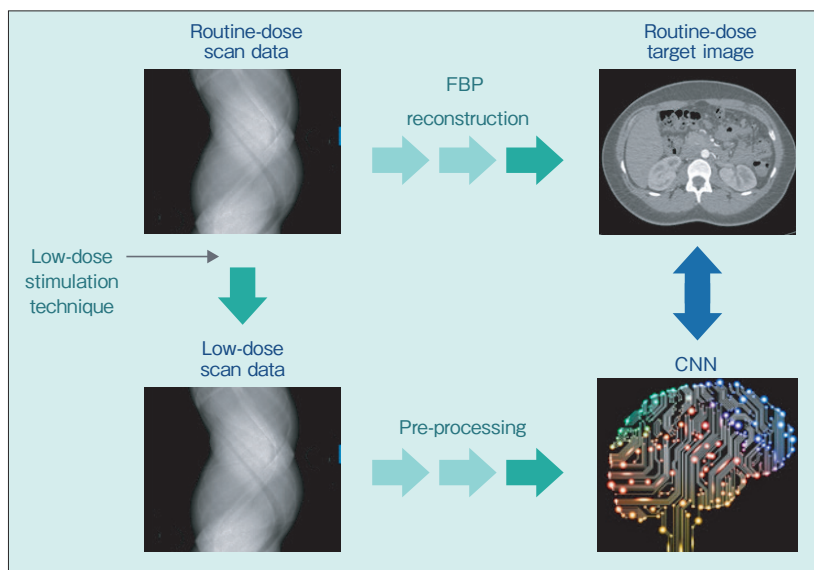 Routine-dose
scan data
FBP
reconstruction
Routine-dose
target image
Low-dose
stimulation
technique
Low-dose
scan data
Pre-processing
CNN